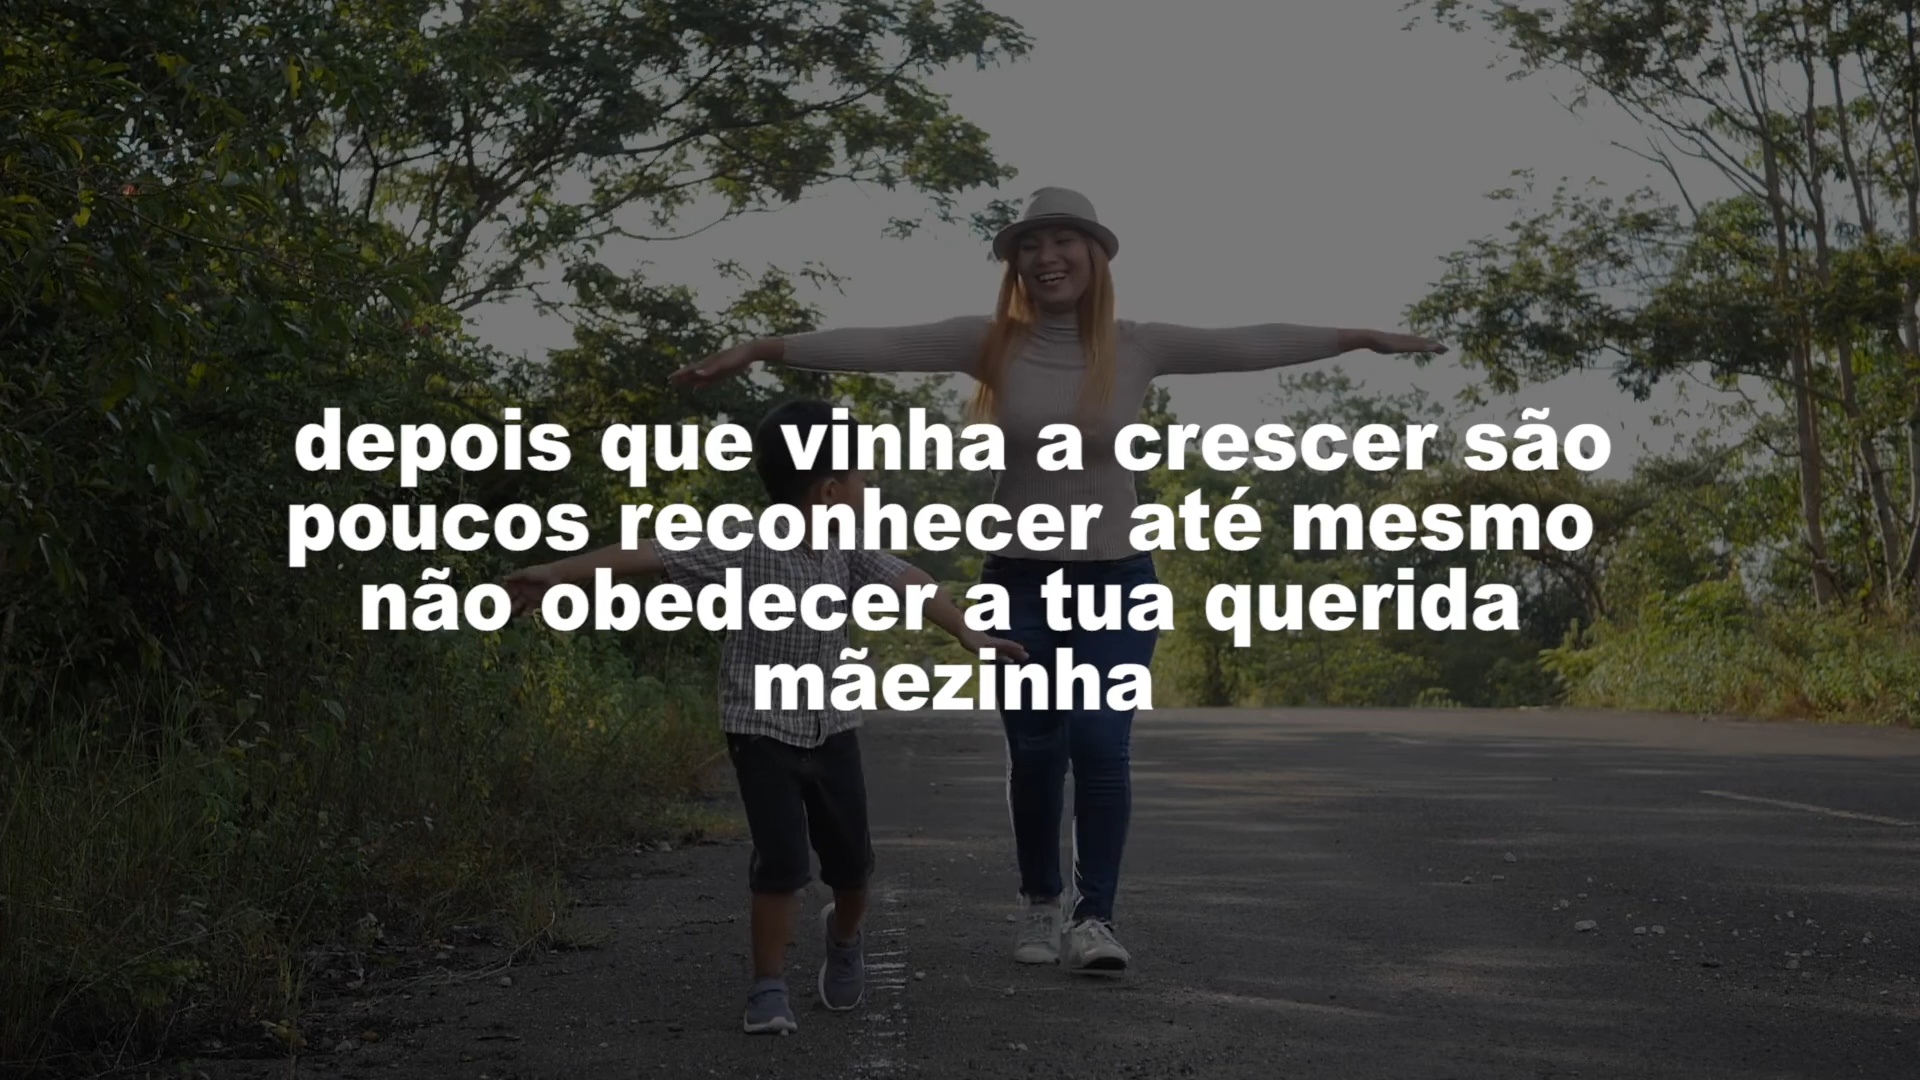 depois que vinha a crescer são
poucos reconhecer até mesmo
não obedecer a tua querida
mãezinha